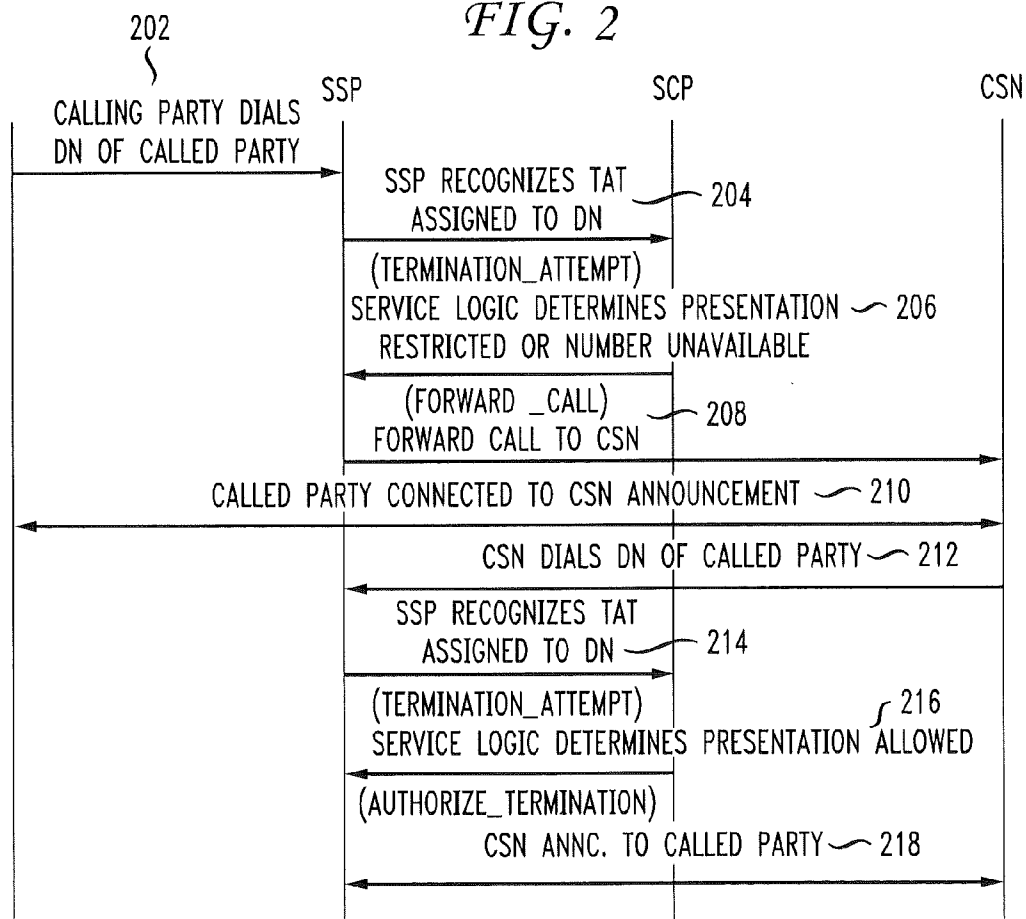 FIG. 2
202
SSP
SCP
CSN
CALLING PARTY DIALS
DN OF CALLED PARTY
SSP RECOGNIZES TAT
ASSIGNED TO DN
204
(TERMINATION_ATTEMPT)
SERVICE LOGIC DETERMINES PRESENTATION
206
RESTRICTED OR NUMBER UNAVAILABLE
(FORWARD _CALL)
208
FORWARD CALL TO CSN
CALLED PARTY CONNECTED TO CSN ANNOUNCEMENT
210
CSN DIALS DN OF CALLED PARTY
212
SSP RECOGNIZES TAT
ASSIGNED TO DN
214
(TERMINATION_ATTEMPT)
216
SERVICE LOGIC DETERMINES PRESENTATION ALLOWED
(AUTHORIZE_TERMINATION)
CSN ANNC. TO CALLED PARTY
218